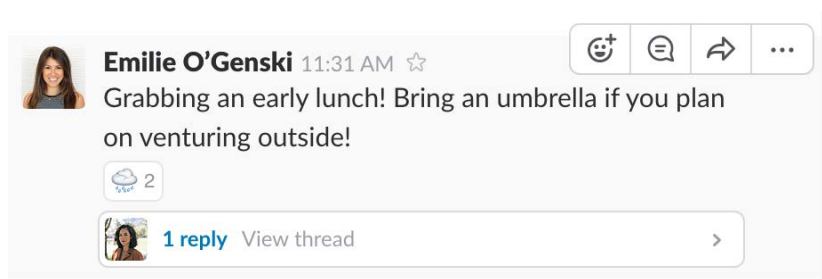 Emilie O’Genski 11:31 AM
Grabbing an early lunch! Bring an umbrella if you plan
on venturing outside!
2
1 reply View thread